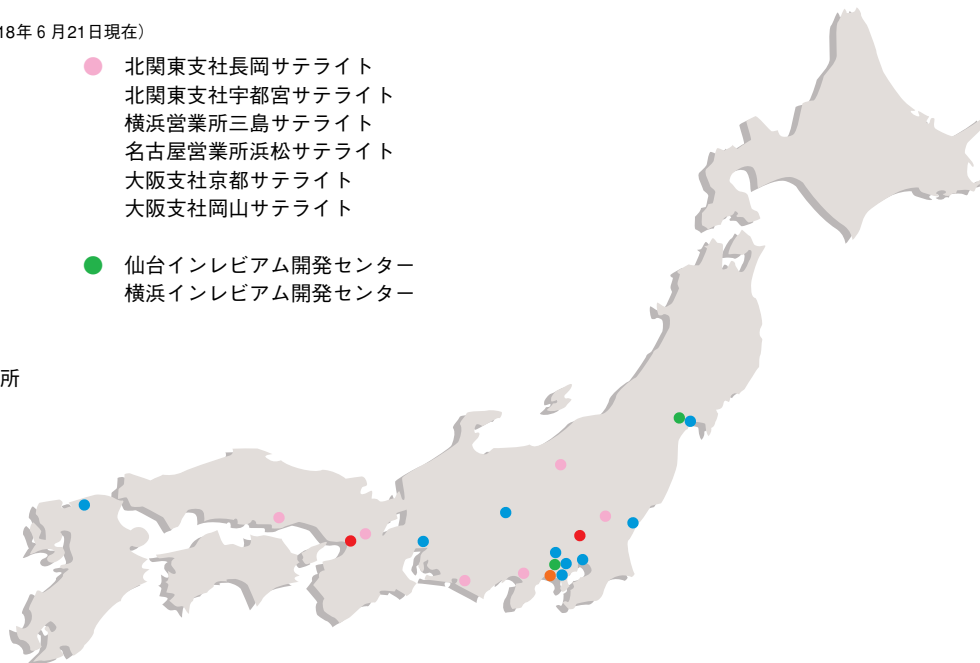 18年6月21日現在）
北関東支社長岡サテライト
北関東支社宇都宮サテライト
横浜営業所三島サテライト
名古屋営業所浜松サテライト
大阪支社京都サテライト
大阪支社岡山サテライト
仙台インレビアム開発センター
横浜インレビアム開発センター
所